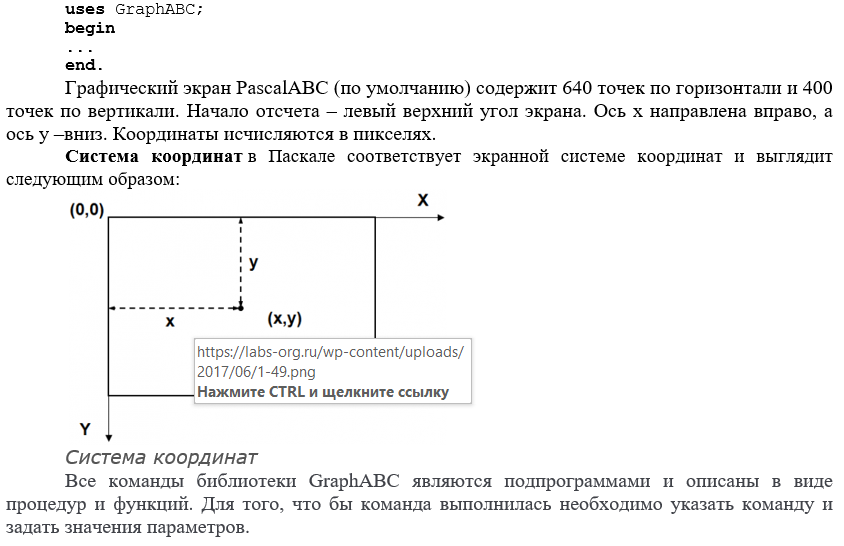 uses GraphABC;
begin
...
end.
Графический экран PascalABC (по умолчанию) содержит 640 точек по горизонтали и 400
точек по вертикали. Начало отсчета – левый верхний угол экрана. Ось x направлена вправо, а
ось y –вниз. Координаты исчисляются в пикселях.
Система координат в Паскале соответствует экранной системе координат и выглядит
следующим образом:
(0,0)
X
y
x
(x,y)
https://labs-org.ru/wp-content/uploads/
2017/06/1-49.png
Нажмите CTRL и щелкните ссылку
Y
Система координат
Все команды библиотеки GraphABC являются подпрограммами и описаны в виде
процедур и функций. Для того, что бы команда выполнилась необходимо указать команду и
задать значения параметров.